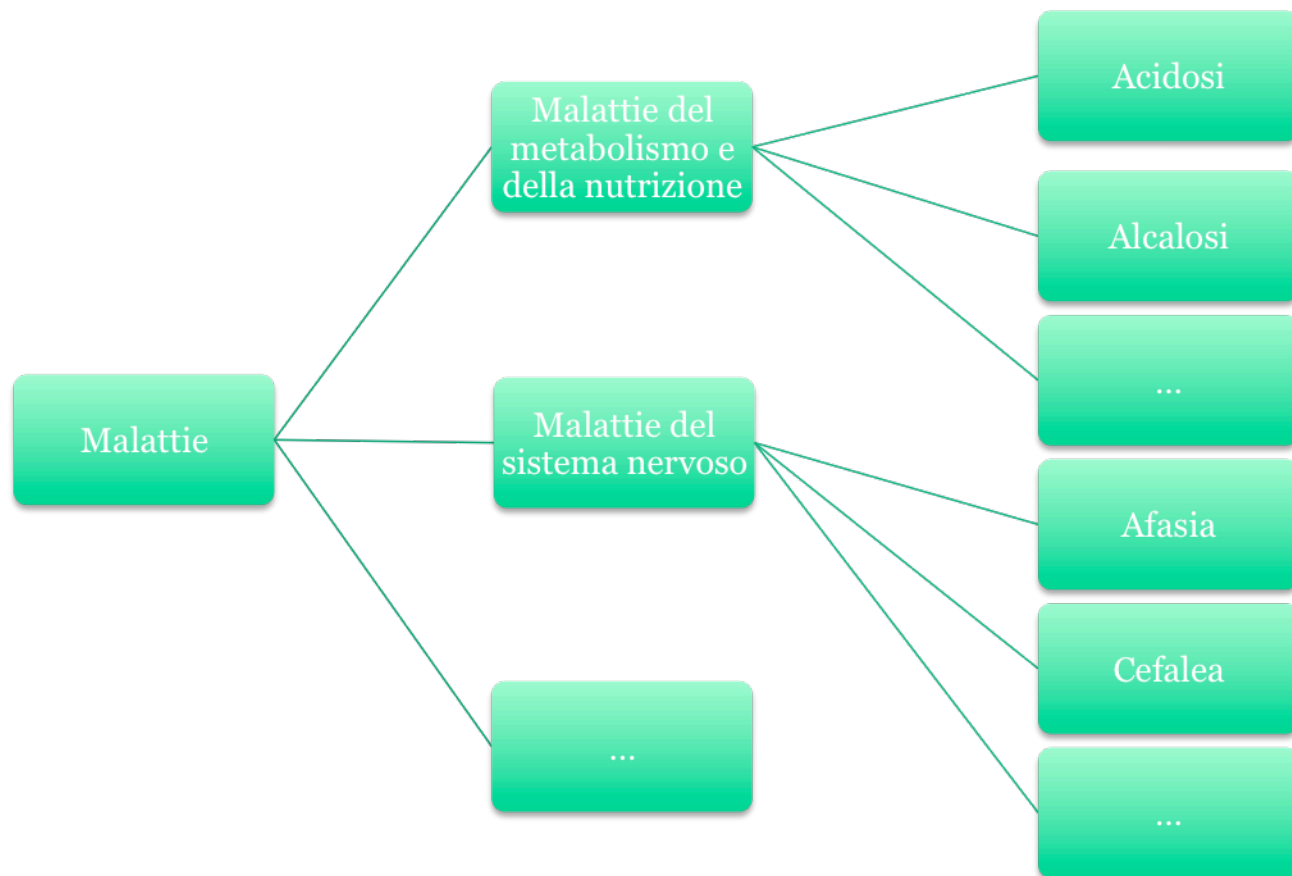 Malattie
Malattie del
metabolismo e
della nutrizione
Malattie del
sistema nervoso
...
Acidosi
Alcalosi
...
Afasia
Cefalea
...